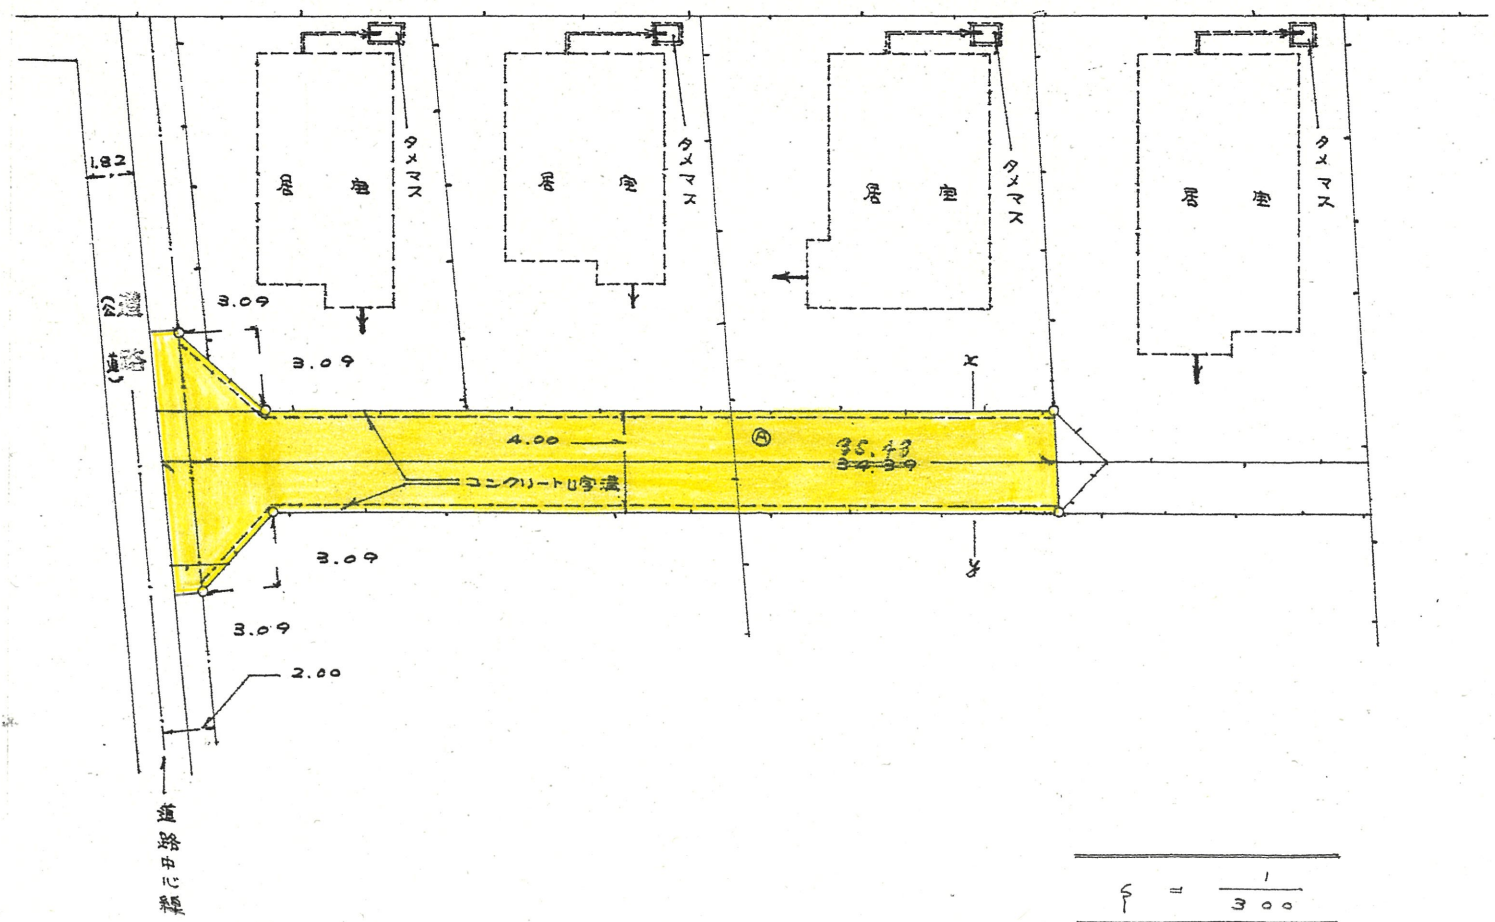 1.82
公道
(道路)
3.09
3.09
居室
タメマス
居室
タメマス
居室
タメマス
居室
タメマス
x
4.00
Ⓐ
35.43
34.39
コンクリートU字溝
y
3.09
3.09
2.00
道路中心線
S = 1/300